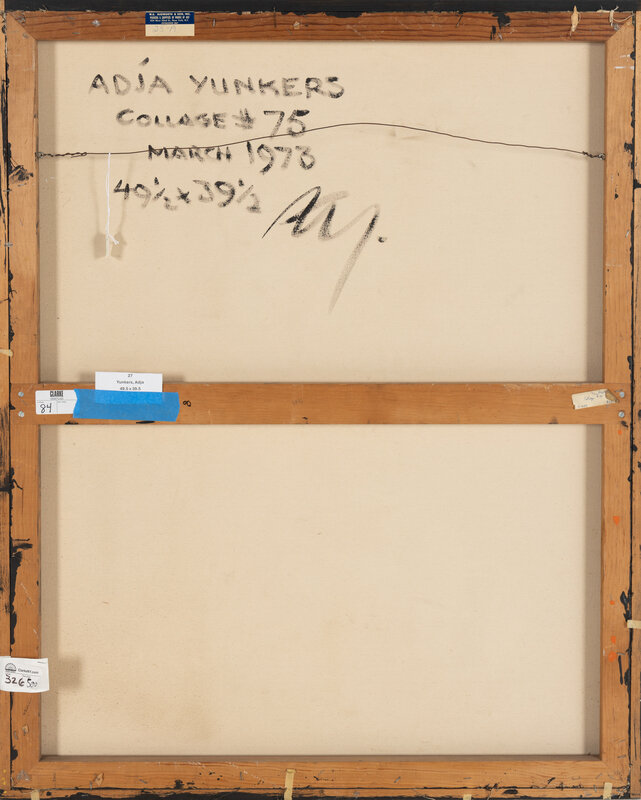 ADJA YUNKERS
COLLAGE # 75
MARCH 1973
49½ x 39½
AY.
27
Yunkers, Adja
49.5 x 39.5
CLARKE
84